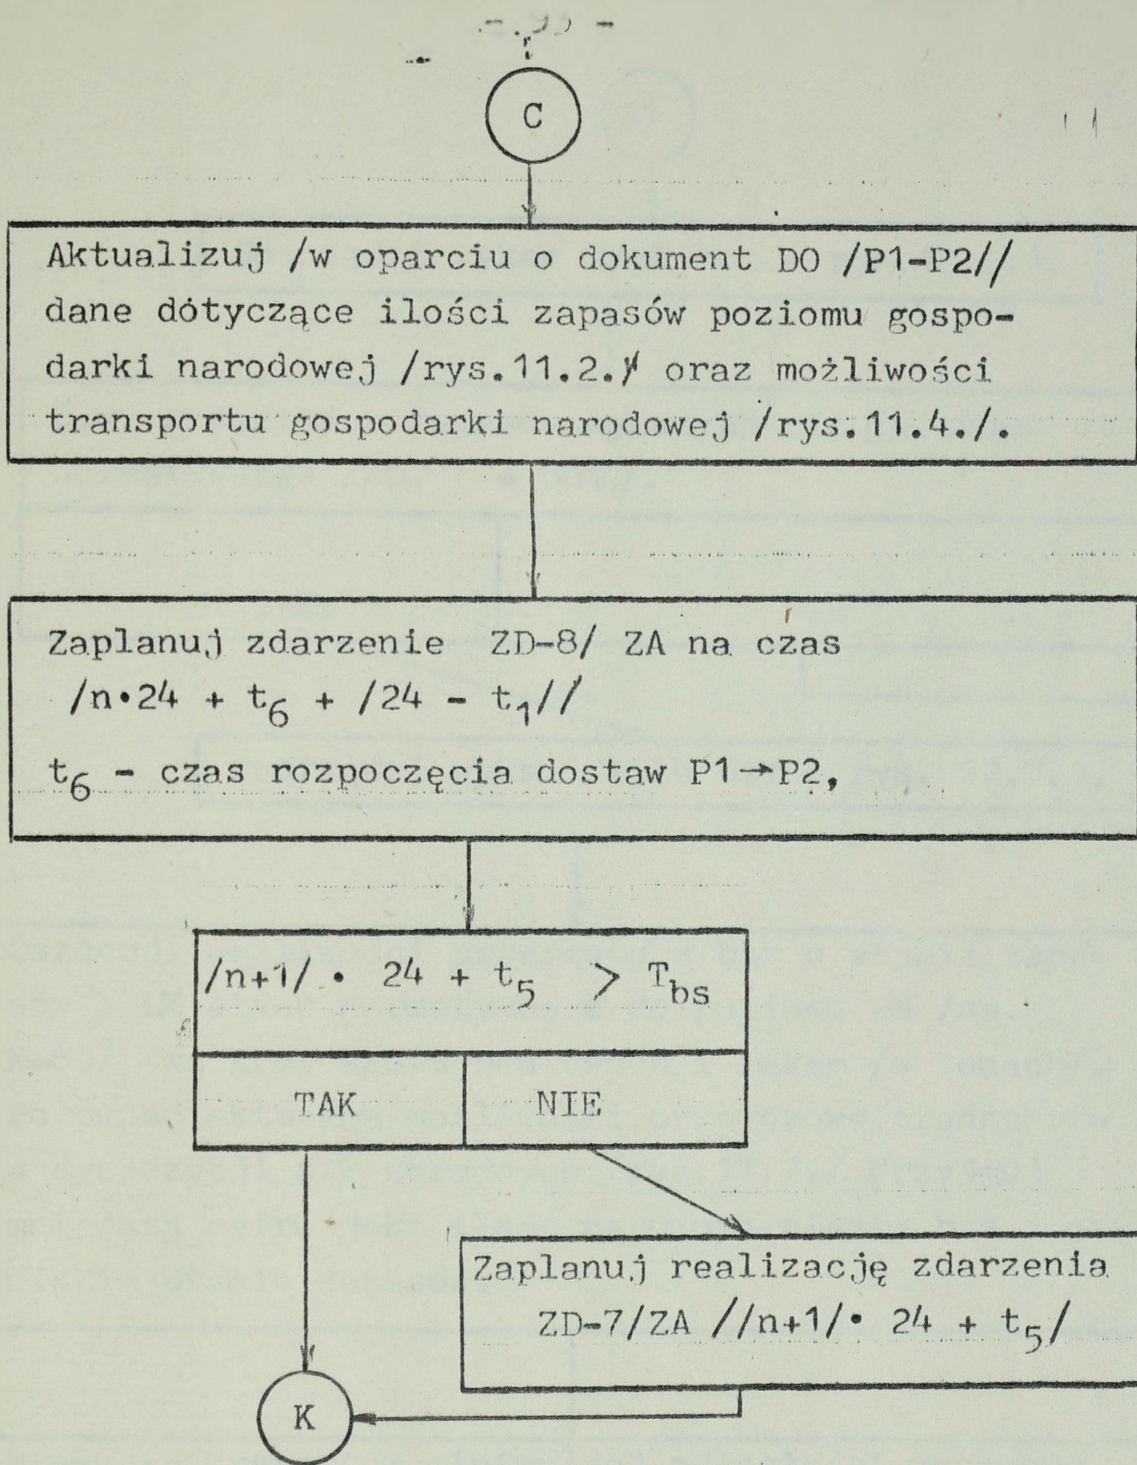 C
Aktualizuj /w oparciu o dokument DO /P1-P2//
dane dótyczące ilości zapasów poziomu gospo-
darki narodowej /rys.11.2./ oraz możliwości
transportu gospodarki narodowej /rys.11.4./.
Zaplanuj zdarzenie ZD-8/ ZA na czas
/n•24 + t₆ + /24 - t₁//
t₆ - czas rozpoczęcia dostaw P1→P2,
/n+1/ • 24 + t₅ > Tbs
TAK NIE
Zaplanuj realizację zdarzenia
ZD-7/ZA //n+1/• 24 + t₅/
K